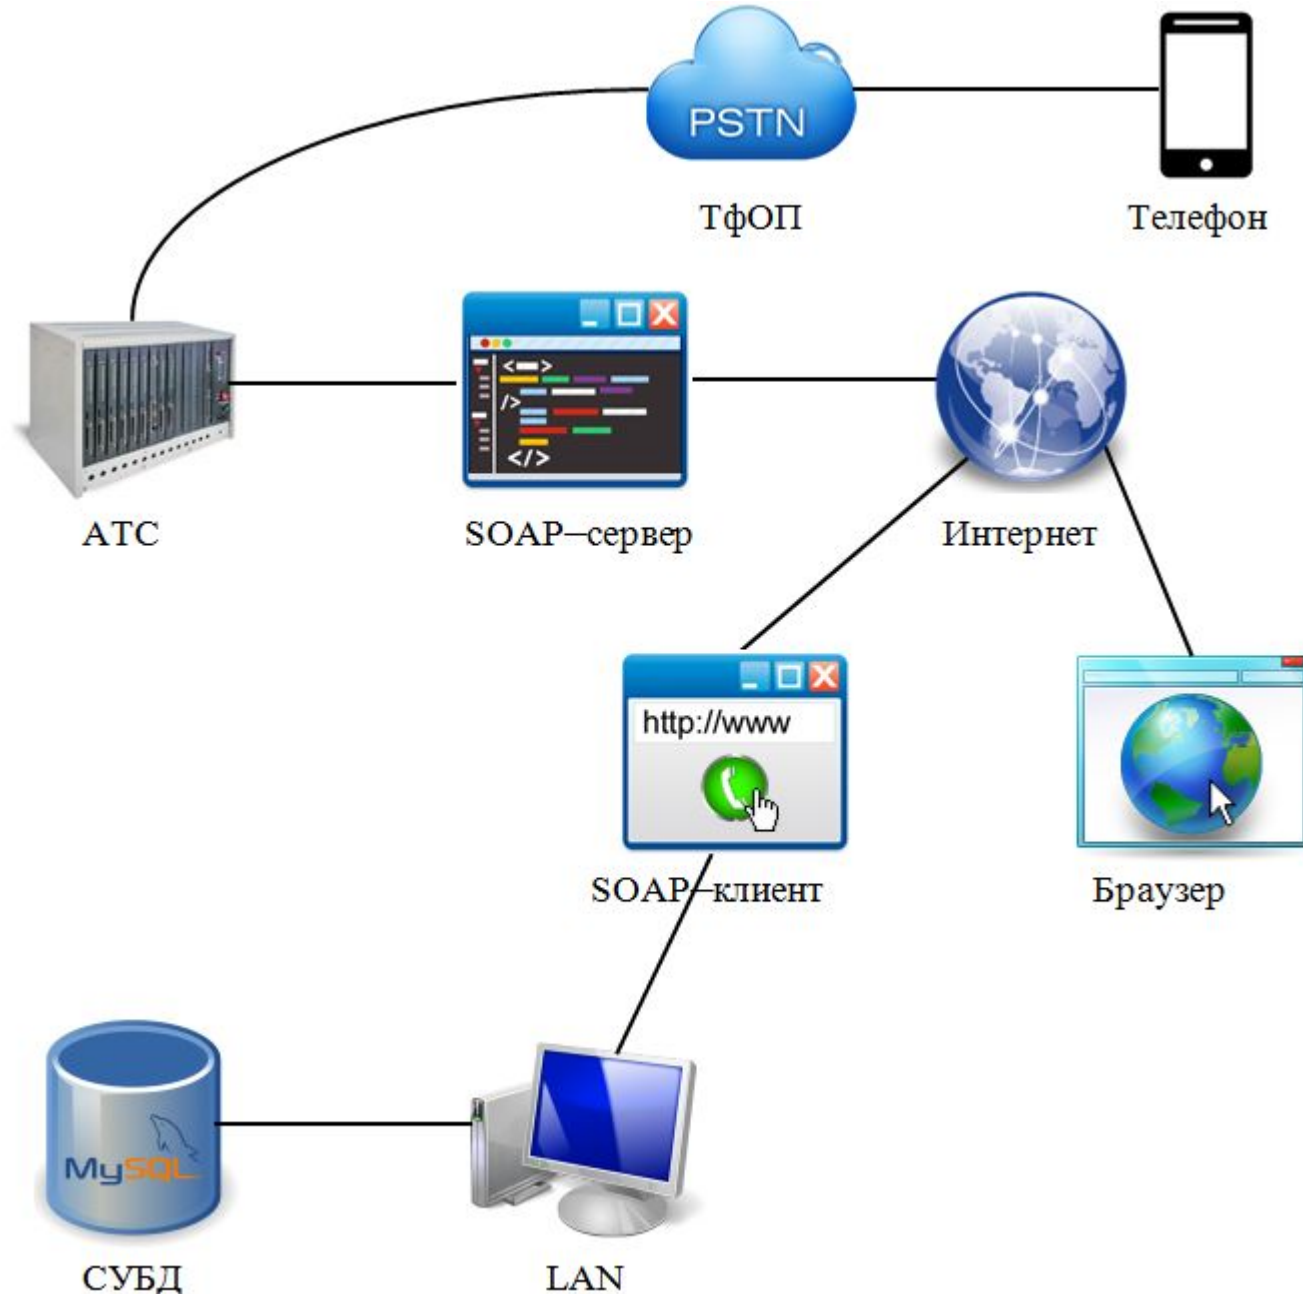 PSTN
ТфОП
Телефон
АТС
SOAP–сервер
Интернет
http://www
SOAP–клиент
Браузер
MySQL
СУБД
LAN